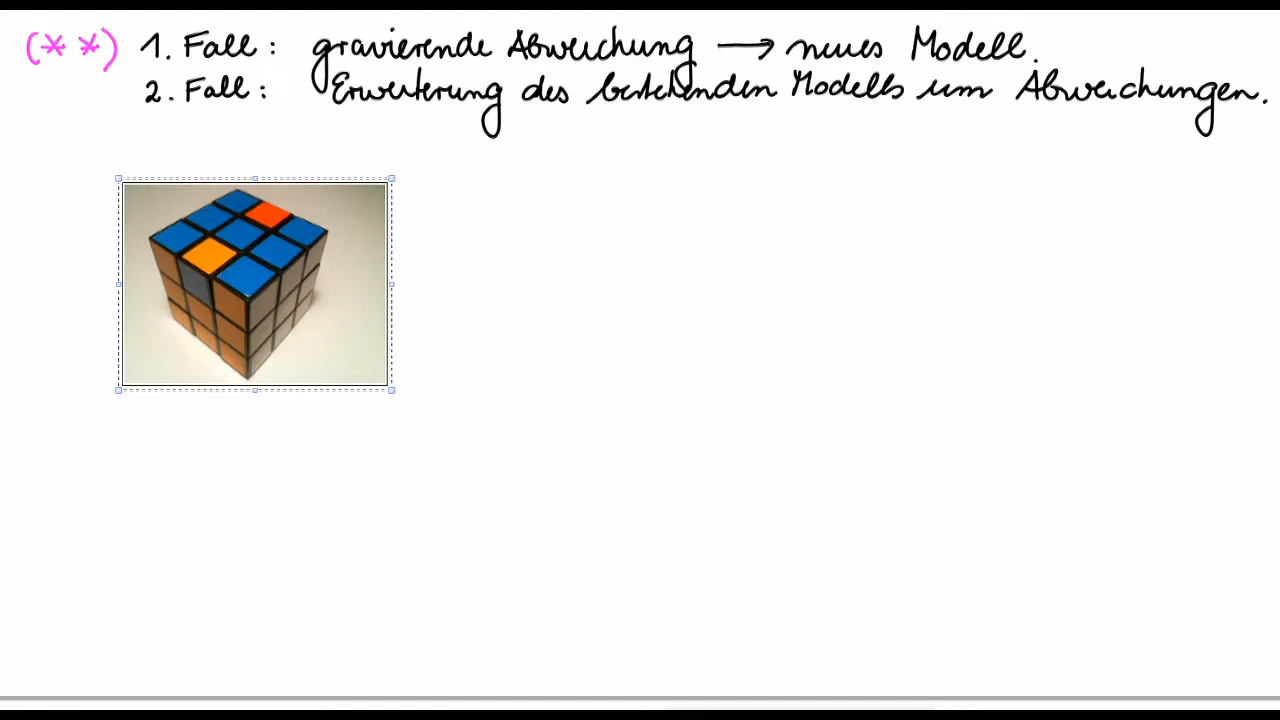 (**) 1. Fall: gravierende Abweichung → neues Modell.
2. Fall: Erweiterung des bestehenden Modells um Abweichungen.